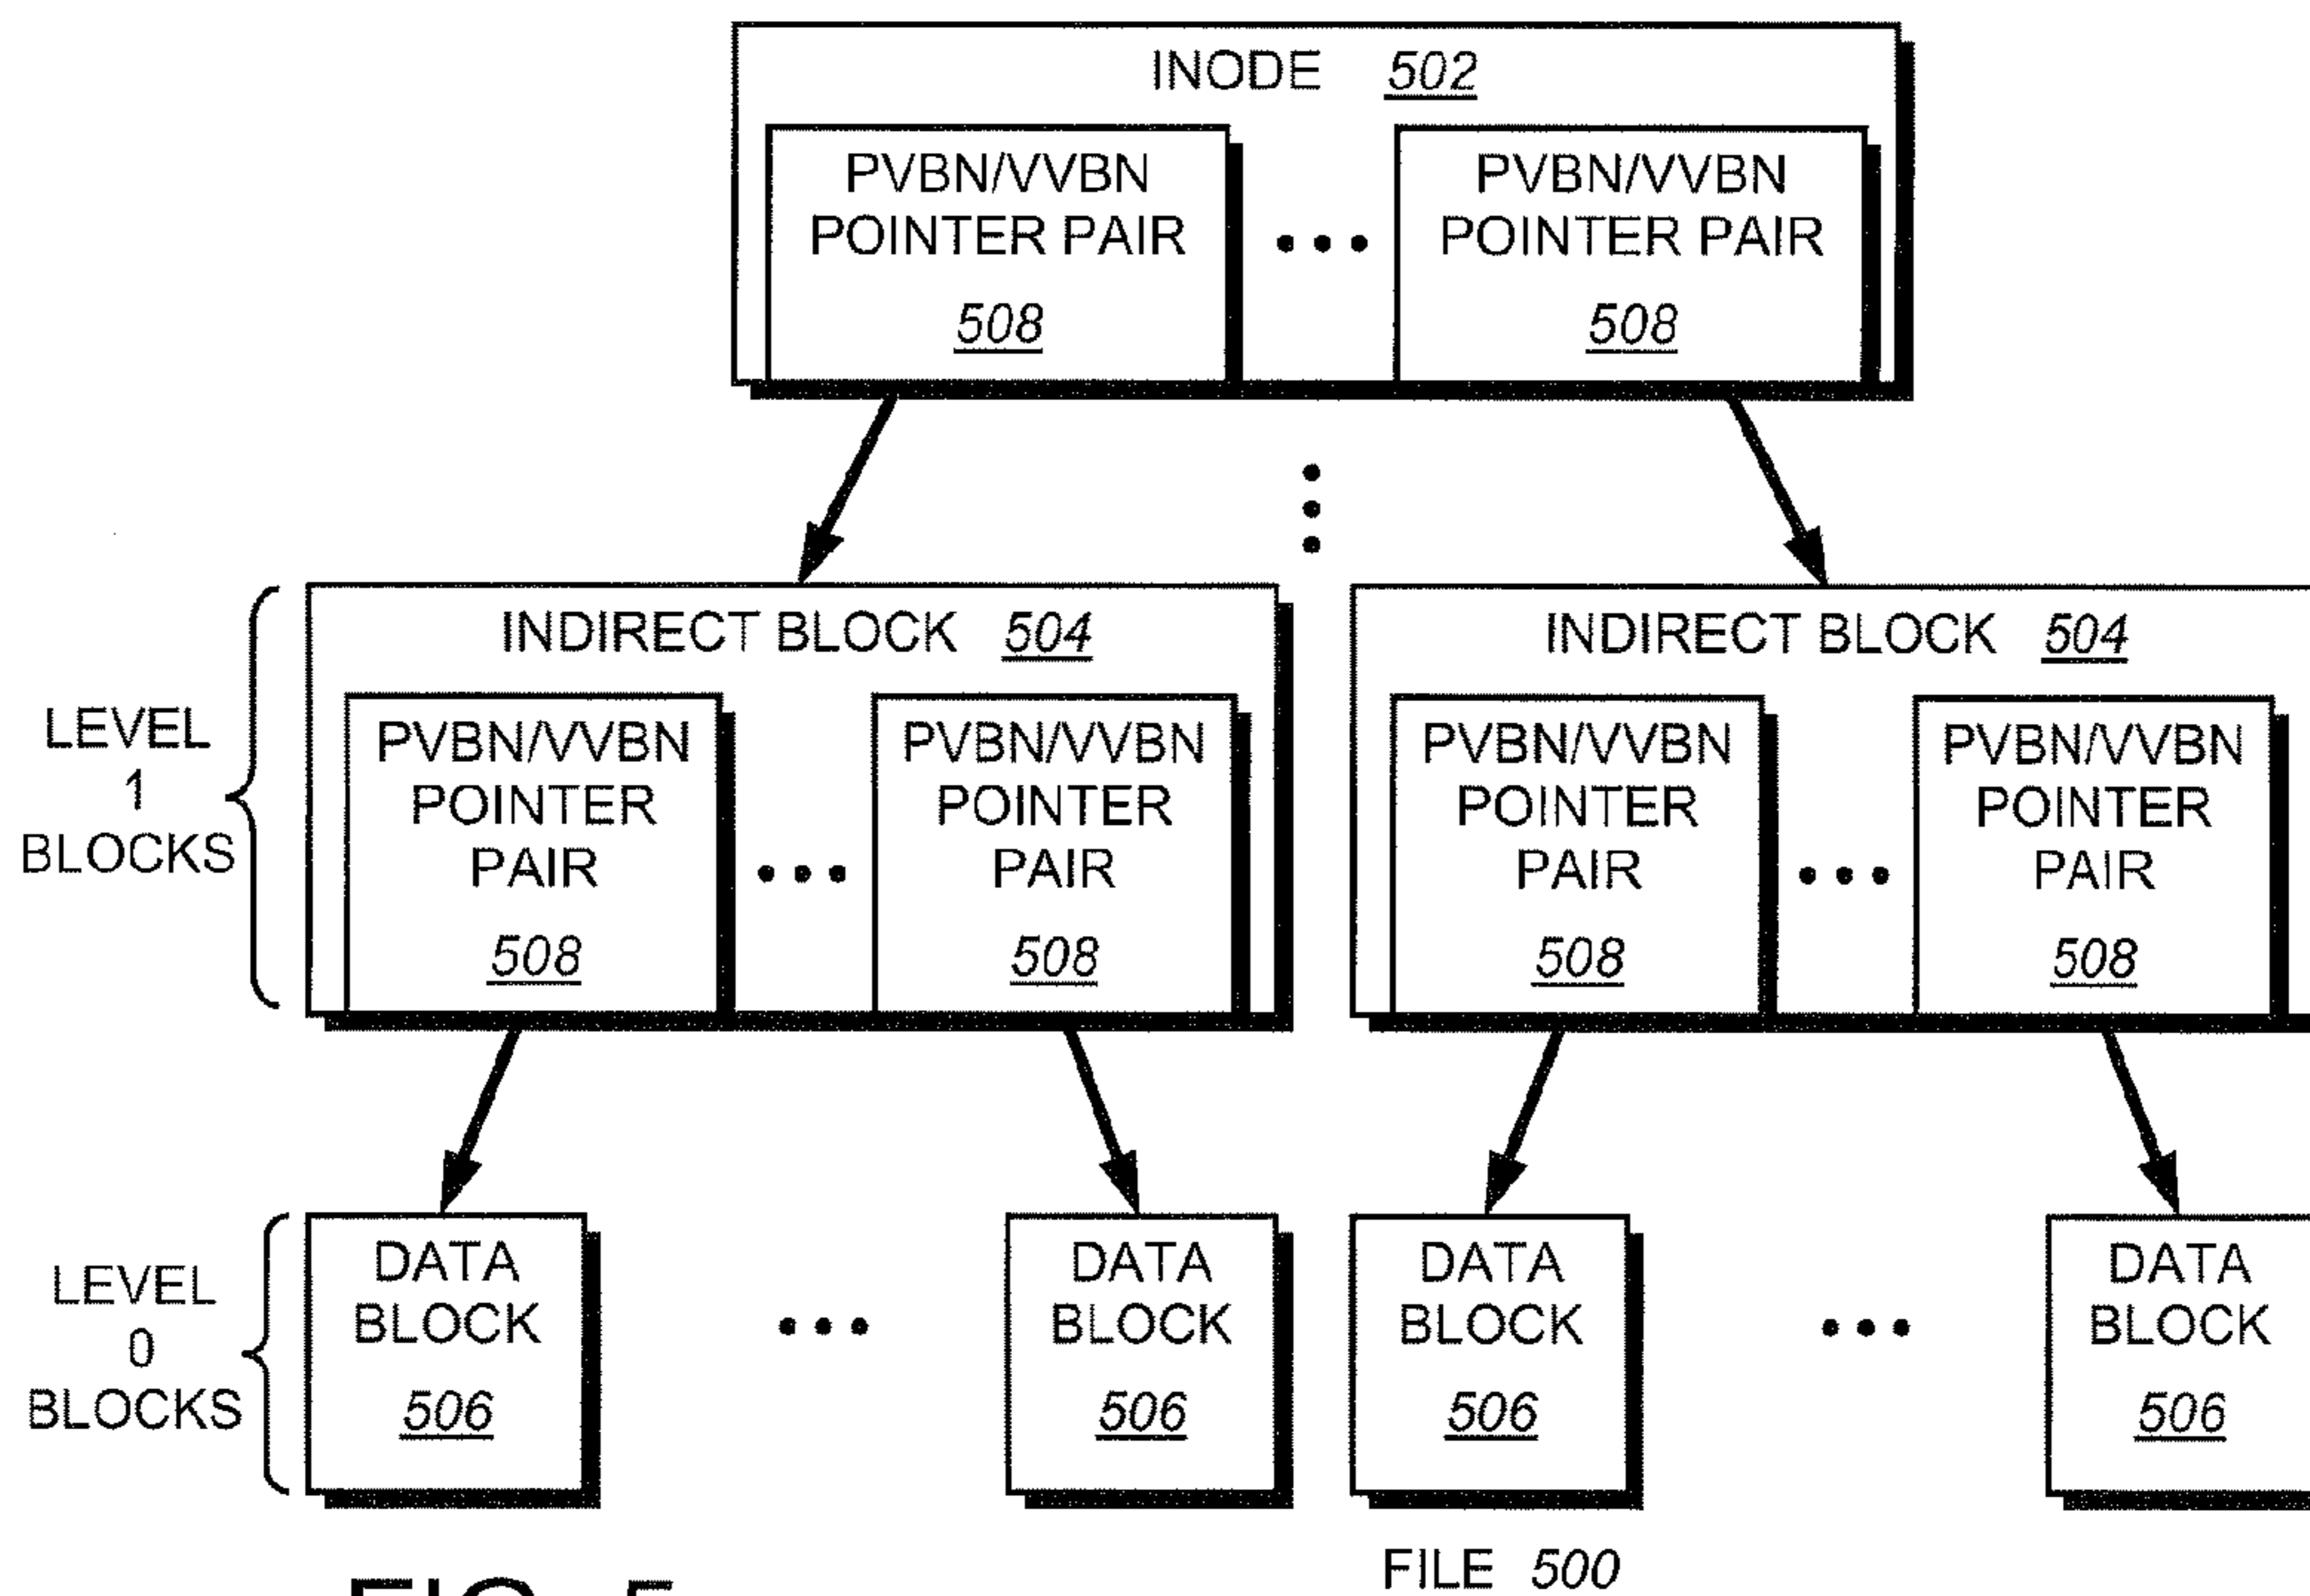 INODE 502
PVBN/VVBN
POINTER PAIR
508
PVBN/VVBN
POINTER PAIR
508
LEVEL
1
BLOCKS
INDIRECT BLOCK 504
PVBN/VVBN
POINTER
PAIR
508
PVBN/VVBN
POINTER
PAIR
508
INDIRECT BLOCK 504
PVBN/VVBN
POINTER
PAIR
508
PVBN/VVBN
POINTER
PAIR
508
LEVEL
0
BLOCKS
DATA
BLOCK
506
DATA
BLOCK
506
DATA
BLOCK
506
DATA
BLOCK
506
FILE 500
FIG. 5